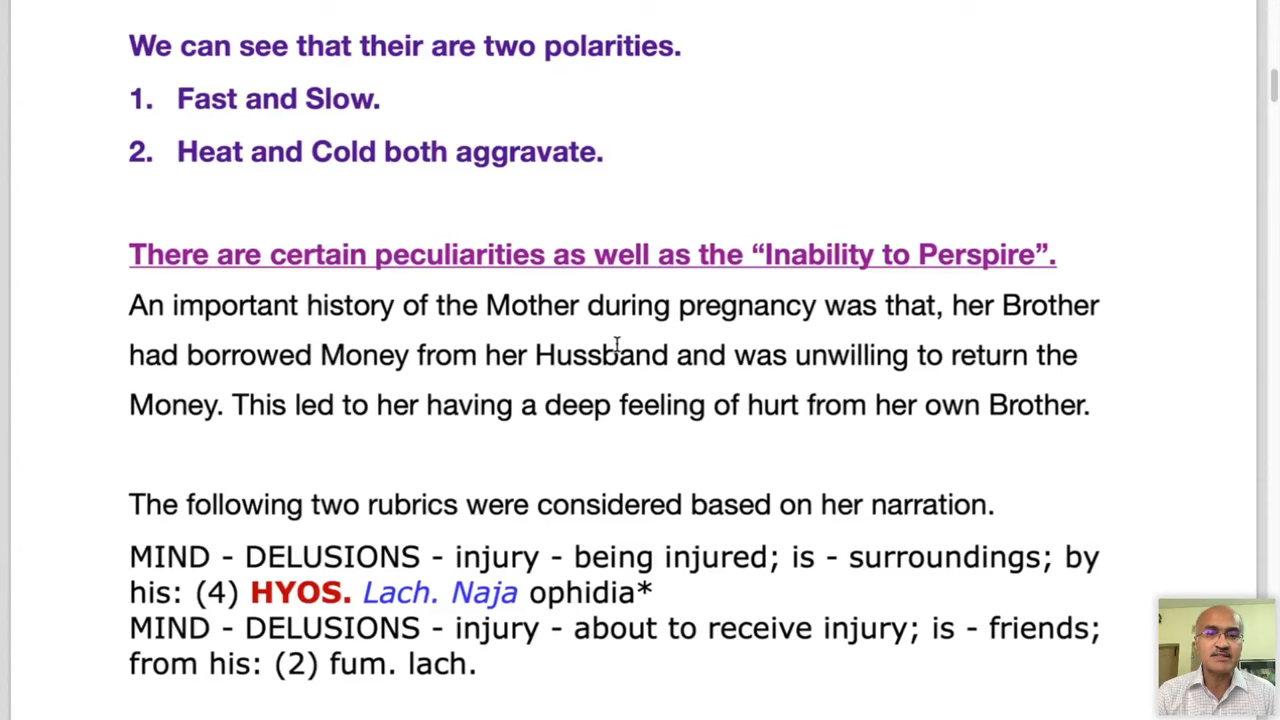 We can see that their are two polarities.
1. Fast and Slow.
2. Heat and Cold both aggravate.
There are certain peculiarities as well as the “Inability to Perspire”.
An important history of the Mother during pregnancy was that, her Brother
had borrowed Money from her Hussband and was unwilling to return the
Money. This led to her having a deep feeling of hurt from her own Brother.
The following two rubrics were considered based on her narration.
MIND - DELUSIONS - injury - being injured; is - surroundings; by
his: (4) HYOS. Lach. Naja ophidia*
MIND - DELUSIONS - injury - about to receive injury; is - friends;
from his: (2) fum. lach.